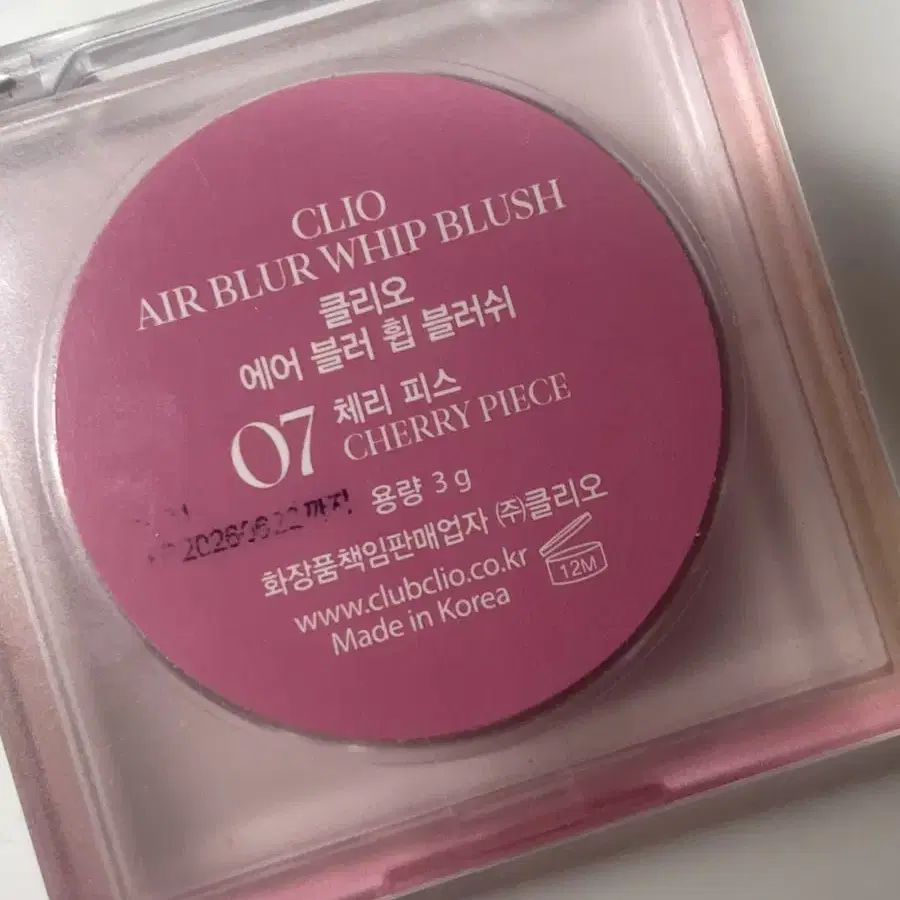 CLIO
AIR BLUR WHIP BLUSH
클리오
에어 블러 휩 블러쉬
07 체리 피스
CHERRY PIECE
용량 3 g
까지
화장품책임판매업자 ㈜클리오
www.clubclio.co.kr
12M
Made in Korea